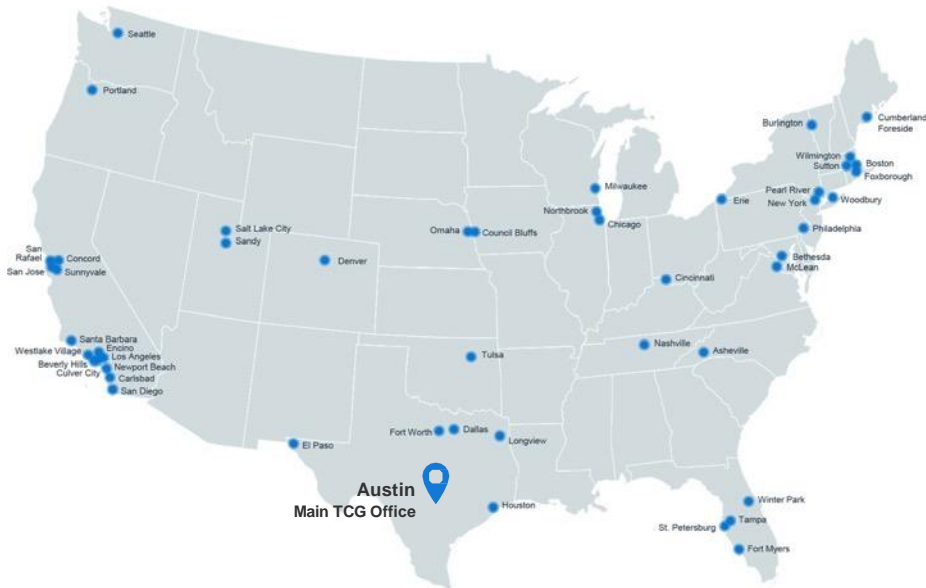 Seattle
Portland
Burlington
Cumberland
Foreside
Wilmington
Sutton
Boston
Foxborough
Milwaukee
Pearl River
New York
Woodbury
Erie
Northbrook
Chicago
Salt Lake City
Sandy
Omaha
Council Bluffs
Philadelphia
San
Rafael
Concord
San Jose
Sunnyvale
Denver
Bethesda
McLean
Cincinnati
Santa Barbara
Encino
Westlake Village
Los Angeles
Beverly Hills
Newport Beach
Culver City
Carlsbad
San Diego
Nashville
Asheville
Tulsa
Fort Worth
Dallas
Longview
El Paso
Austin
Main TCG Office
Houston
Winter Park
Tampa
St. Petersburg
Fort Myers